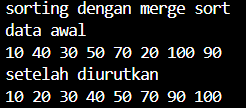 sorting dengan merge sort
data awal
10 40 30 50 70 20 100 90
setelah diurutkan
10 20 30 40 50 70 90 100